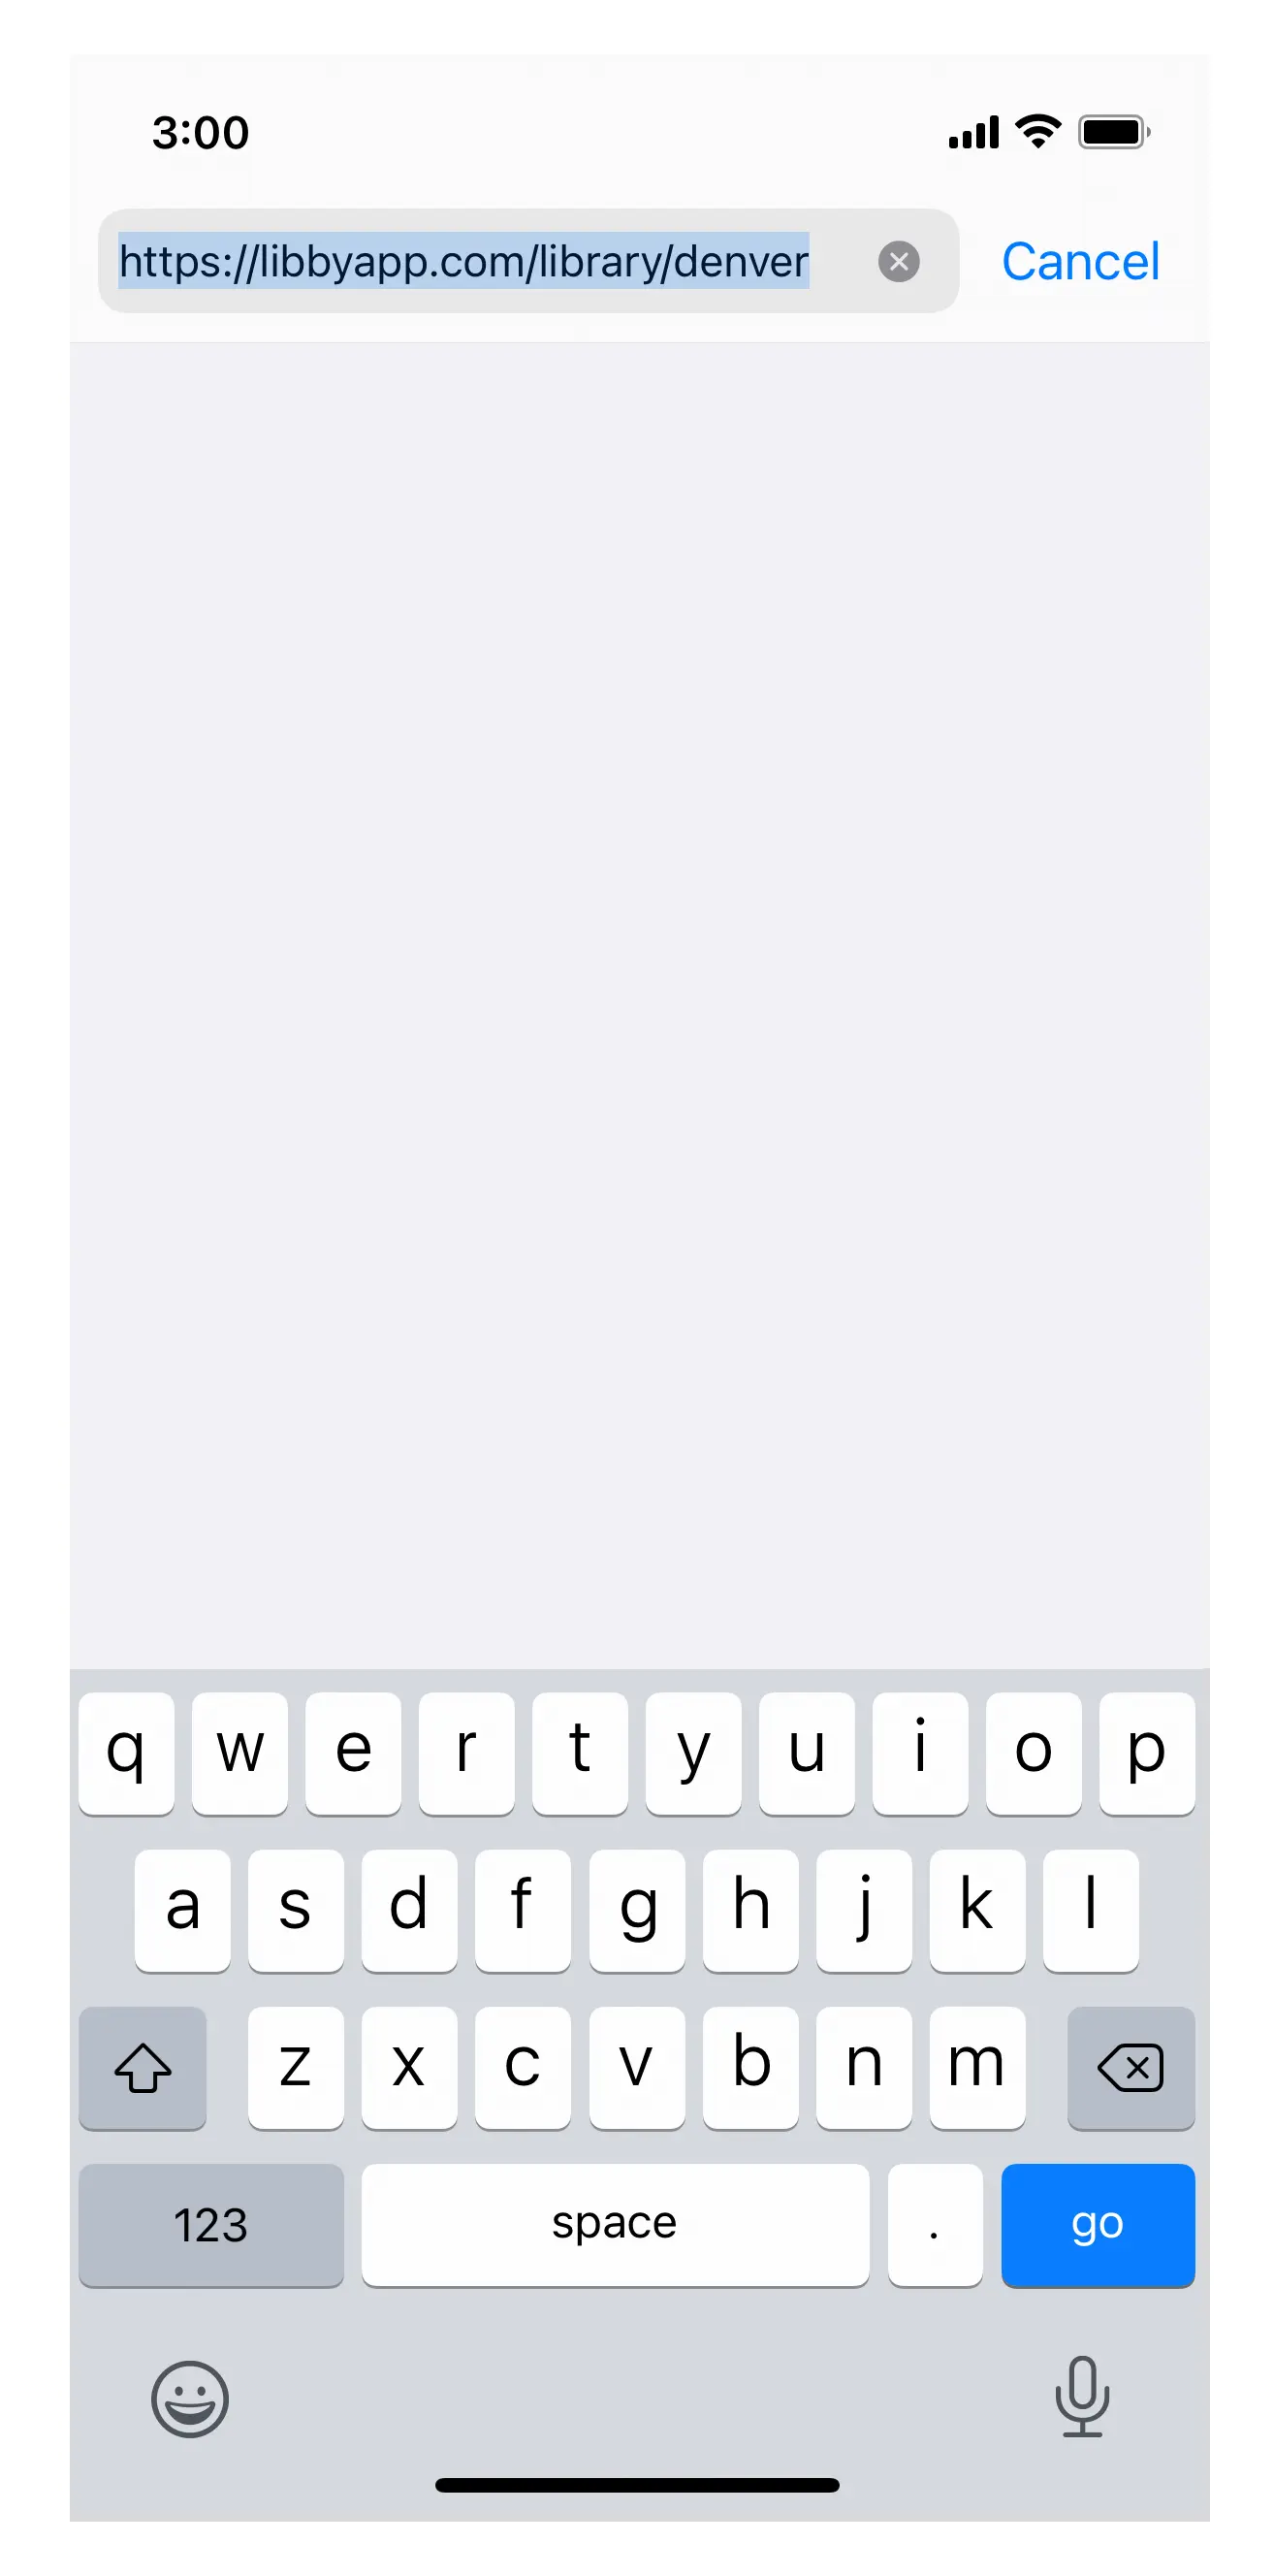 3:00
https://libbyapp.com/library/denver Cancel
q w e r t y u i o p
a s d f g h j k l
z x c v b n m
123 space . go